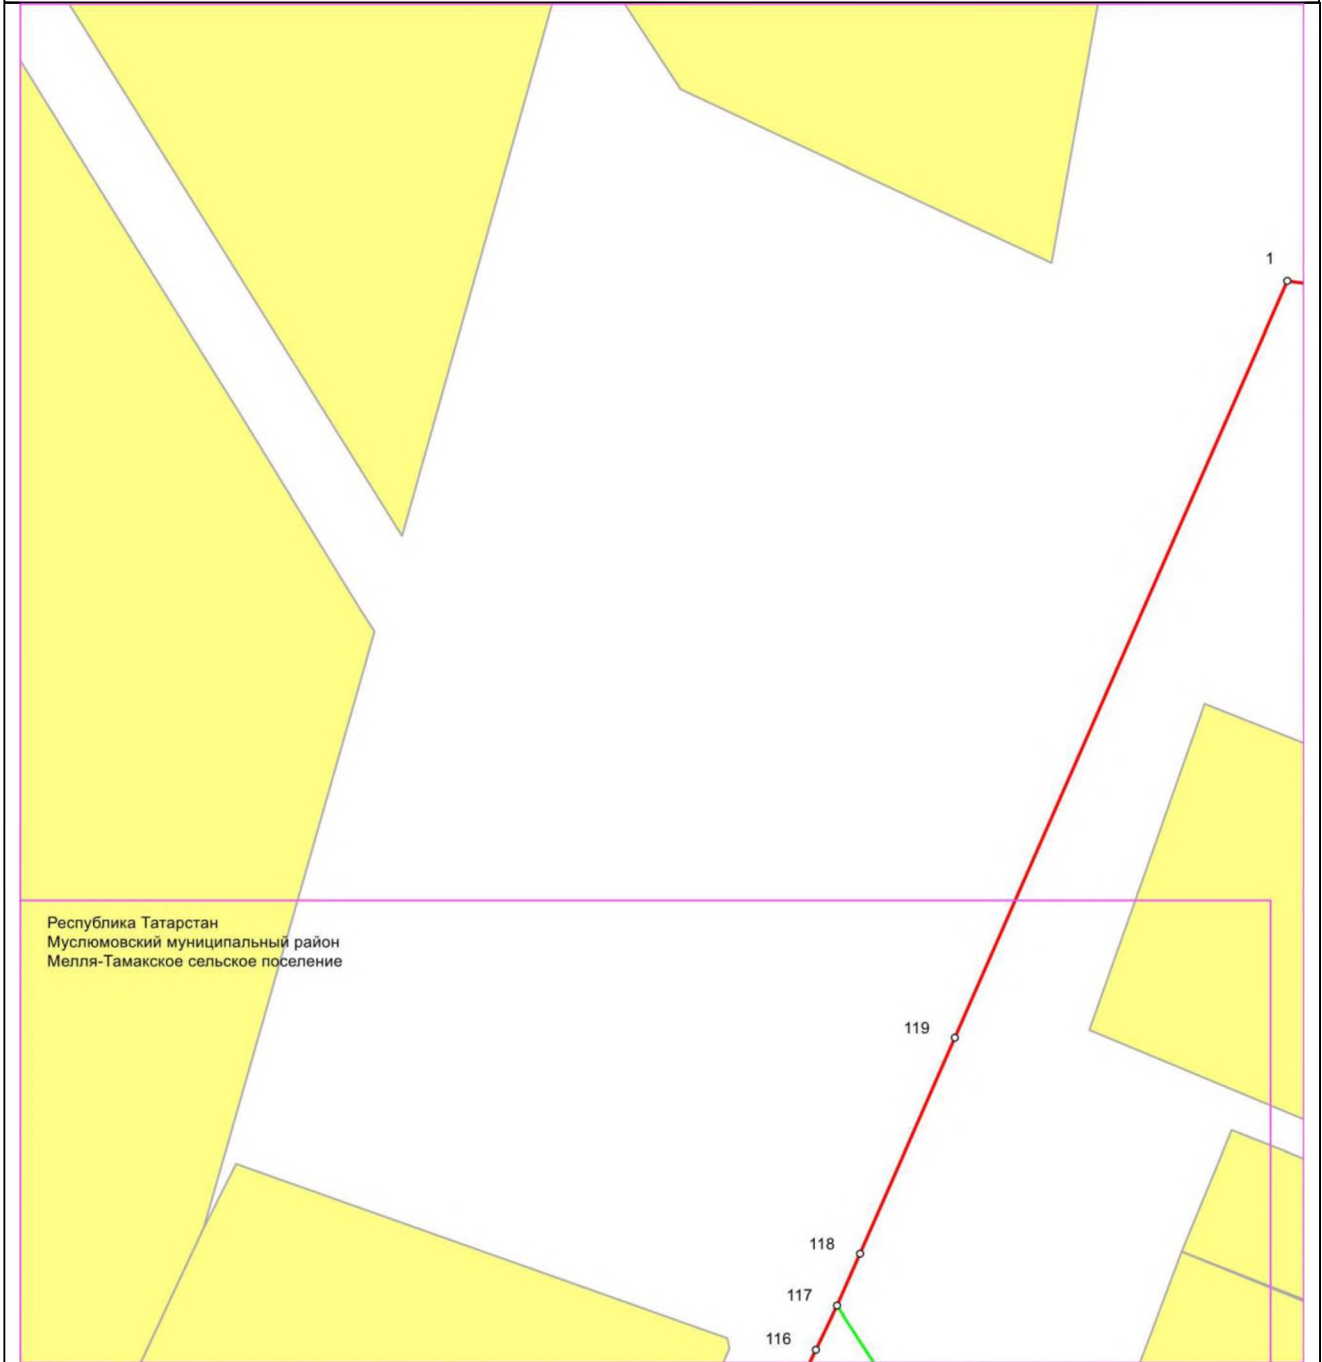 1
Республика Татарстан
Муслюмовский муниципальный район
Мелля-Тамакское сельское поселение
119
118
117
116